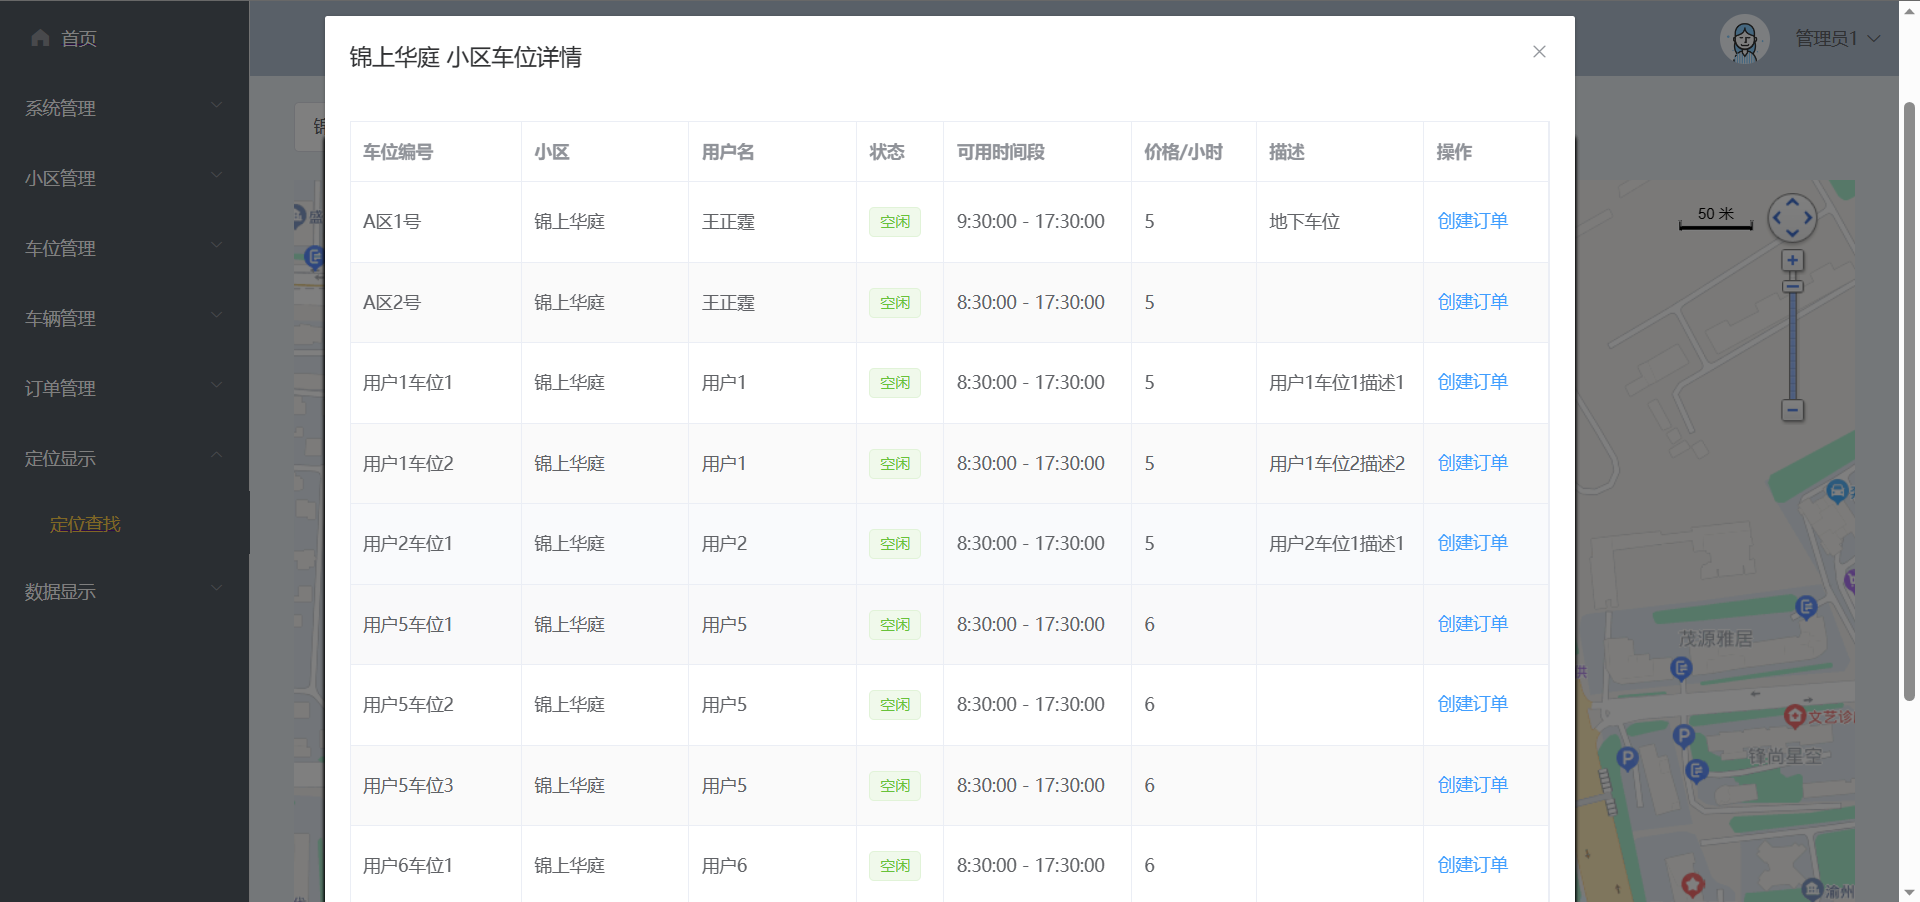 首页
系统管理
小区管理
车位管理
车辆管理
订单管理
定位显示
定位查找
数据显示
管理员1
锦上华庭 小区车位详情
车位编号 小区 用户名 状态 可用时间段 价格/小时 描述 操作
A区1号 锦上华庭 王正霆 空闲 9:30:00 - 17:30:00 5 地下车位 创建订单
A区2号 锦上华庭 王正霆 空闲 8:30:00 - 17:30:00 5 创建订单
用户1车位1 锦上华庭 用户1 空闲 8:30:00 - 17:30:00 5 用户1车位1描述1 创建订单
用户1车位2 锦上华庭 用户1 空闲 8:30:00 - 17:30:00 5 用户1车位2描述2 创建订单
用户2车位1 锦上华庭 用户2 空闲 8:30:00 - 17:30:00 5 用户2车位1描述1 创建订单
用户5车位1 锦上华庭 用户5 空闲 8:30:00 - 17:30:00 6 创建订单
用户5车位2 锦上华庭 用户5 空闲 8:30:00 - 17:30:00 6 创建订单
用户5车位3 锦上华庭 用户5 空闲 8:30:00 - 17:30:00 6 创建订单
用户6车位1 锦上华庭 用户6 空闲 8:30:00 - 17:30:00 6 创建订单
50 米
茂源雅居
文艺诊
锋尚星空
渝州
P
P